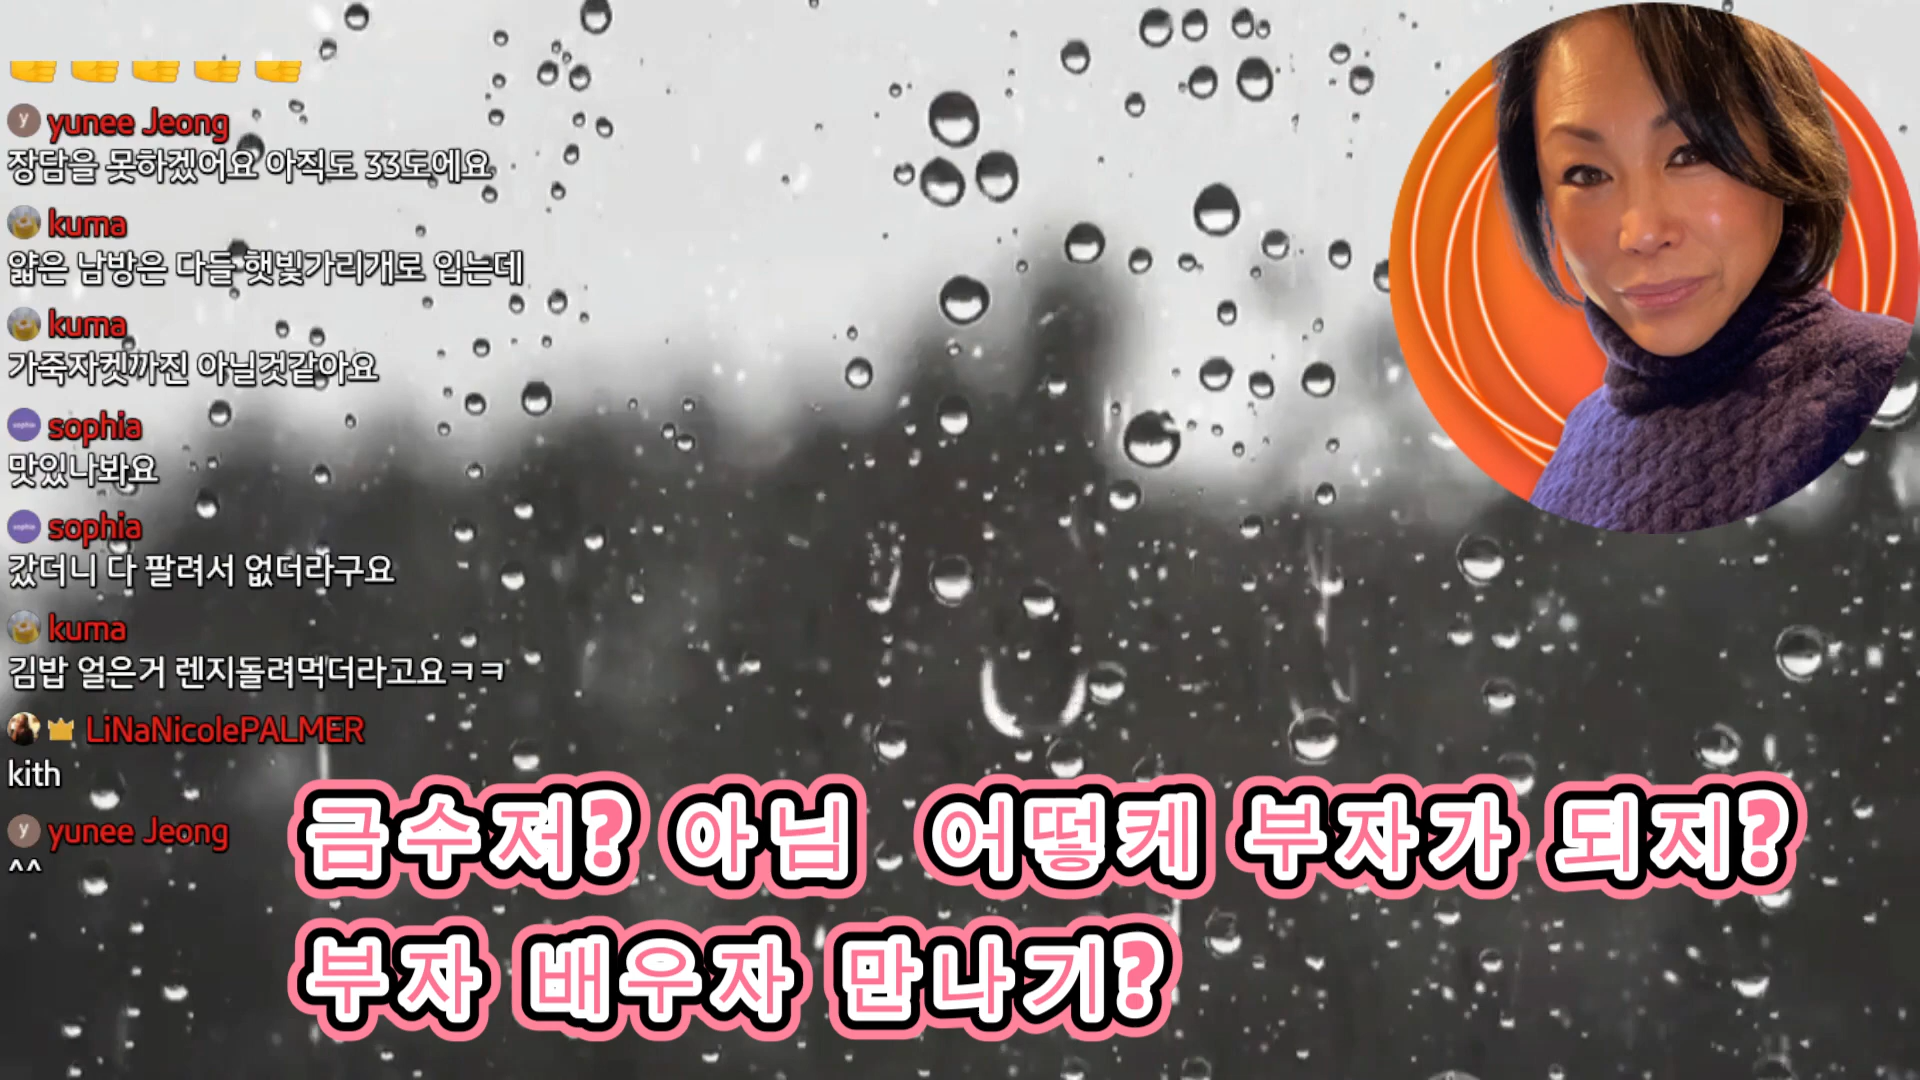 yunee Jeong
장담을 못하겠어요 아직도 33도에요
kuma
얇은 남방은 다들 햇빛가리개로 입는데
kuma
가죽자켓까진 아닐것같아요
sophia
맛있나봐요
sophia
갔더니 다 팔려서 없더라구요
kuma
김밥 얼은거 렌지돌려먹더라고요ㅋㅋ
LiNaNicolePALMER
kith
yunee Jeong
^^
금수저? 아님 어떻케 부자가 되지?
부자 배우자 만나기?